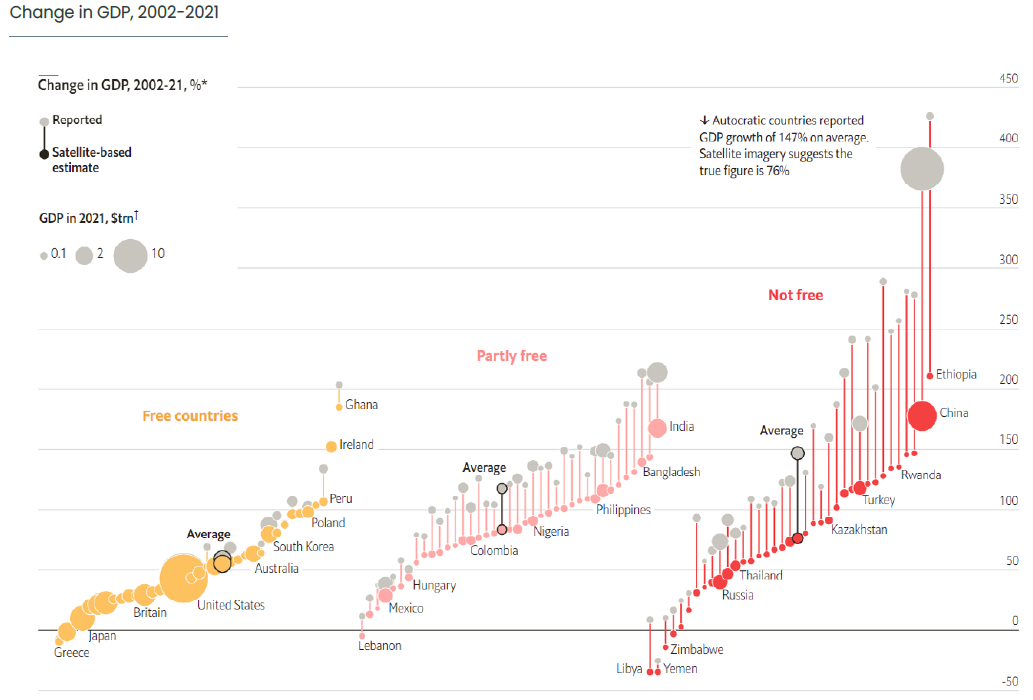 Change in GDP, 2002-2021
Change in GDP, 2002-21, %*
Reported
Satellite-based
estimate
GDP in 2021, $trn†
0.1
2
10
↓ Autocratic countries reported
GDP growth of 147% on average.
Satellite imagery suggests the
true figure is 76%
450
400
350
300
250
200
150
100
50
0
-50
Free countries
Partly free
Not free
Ghana
Ireland
Peru
Poland
Average
South Korea
Australia
United States
Britain
Japan
Greece
India
Bangladesh
Average
Philippines
Nigeria
Colombia
Hungary
Mexico
Lebanon
Ethiopia
China
Average
Rwanda
Turkey
Kazakhstan
Thailand
Russia
Zimbabwe
Libya
Yemen